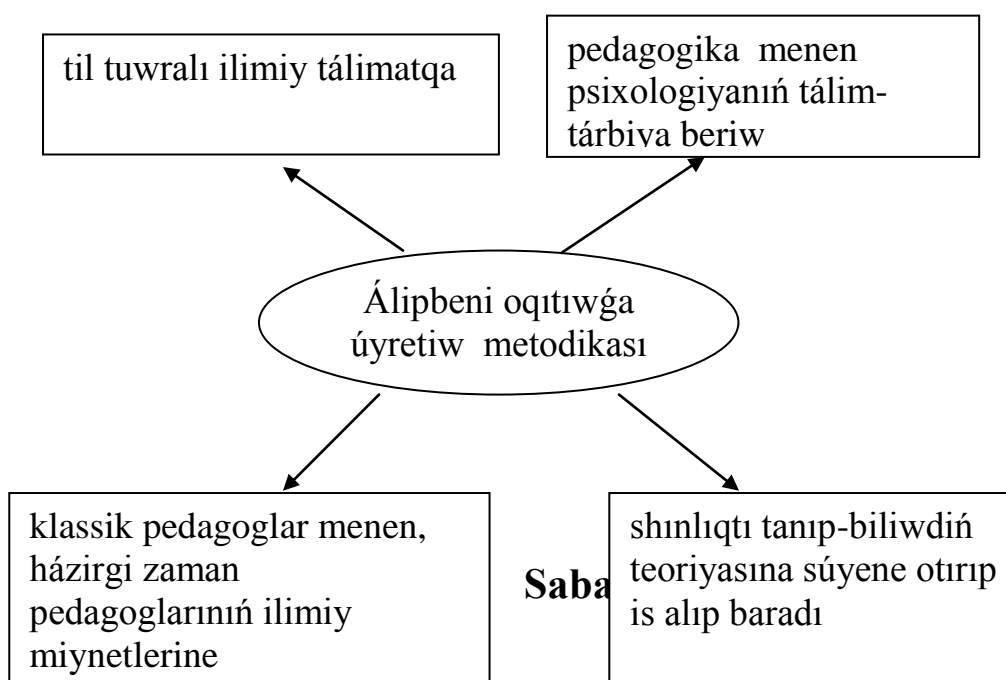 til tuwralı ilimiy tálimatqa
pedagogika menen
psixologiyanıń tálim-
tárbiya beriw
Álipbeni oqıtıwǵa
úyretiw metodikası
klassik pedagoglar menen,
házirgi zaman
pedagoglarınıń ilimiy
miynetlerine
Saba
shınlıqtı tanıp-biliwdiń
teoriyasına súyene otırıp
is alıp baradı